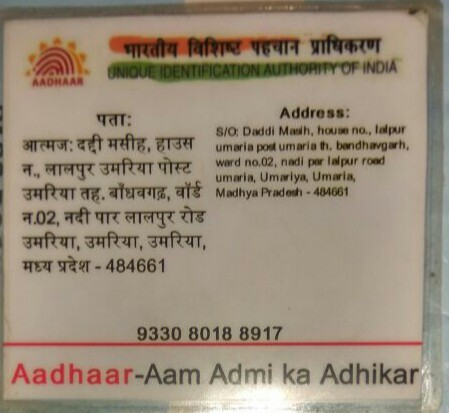 भारतीय विशिष्ट पहचान प्राधिकरण
UNIQUE IDENTIFICATION AUTHORITY OF INDIA
AADHAAR
पता:
आत्मज: दद्दी मसीह, हाउस
न., लालपुर उमरिया पोस्ट
उमरिया तह. बाँधवगढ़, वॉर्ड
न.02, नदी पार लालपुर रोड
उमरिया, उमरिया, उमरिया,
मध्य प्रदेश - 484661
Address:
S/O: Daddi Masih, house no., lalpur
umaria post umaria th. bandhavgarh,
ward no.02, nadi par lalpur road
umaria, Umariya, Umaria,
Madhya Pradesh - 484661
9330 8018 8917
Aadhaar-Aam Admi ka Adhikar